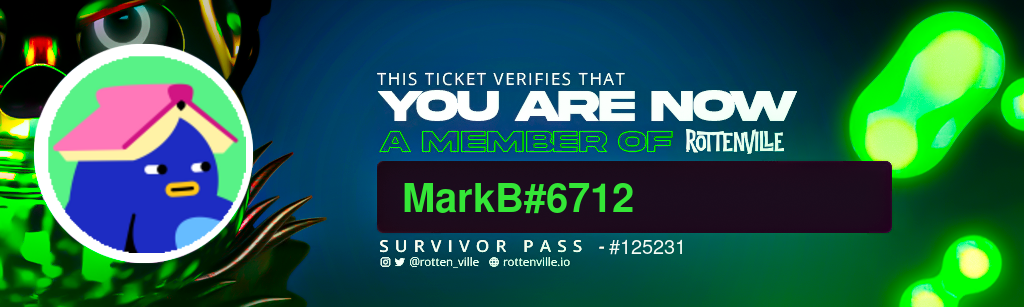 THIS TICKET VERIFIES THAT
YOU ARE NOW
A MEMBER OF ROTTENVILLE
MarkB#6712
SURVIVOR PASS - #125231
@rotten_ville rottenville.io